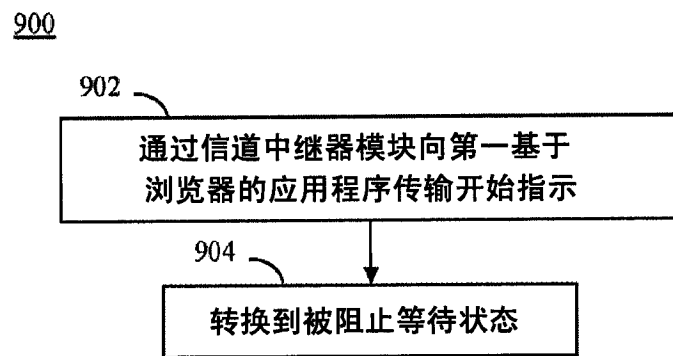 900
902
通过信道中继器模块向第一基于
浏览器的应用程序传输开始指示
904
转换到被阻止等待状态